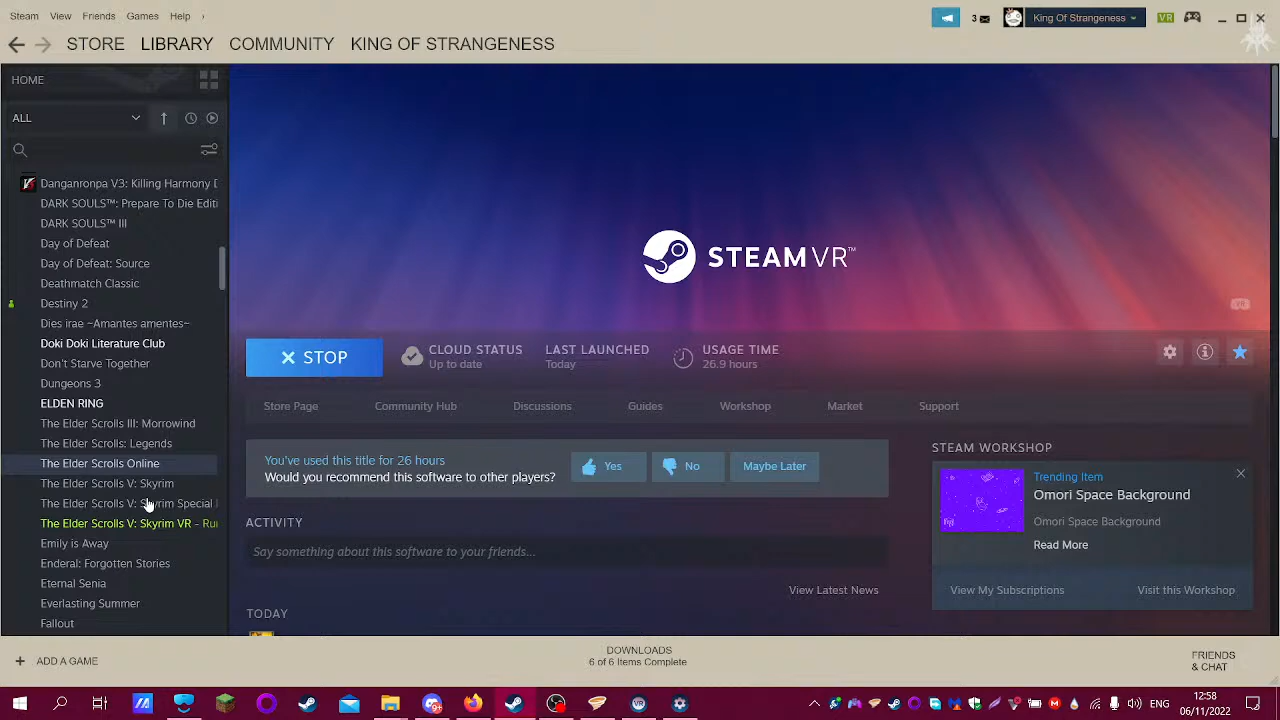 Steam View Friends Games Help ›
3
King Of Strangeness
VR
STORE LIBRARY COMMUNITY KING OF STRANGENESS
HOME
ALL
Danganronpa V3: Killing Harmony D
DARK SOULS™: Prepare To Die Editi
DARK SOULS™ III
Day of Defeat
Day of Defeat: Source
Deathmatch Classic
Destiny 2
Dies irae ~Amantes amentes~
Doki Doki Literature Club
Don't Starve Together
Dungeons 3
ELDEN RING
The Elder Scrolls III: Morrowind
The Elder Scrolls: Legends
The Elder Scrolls Online
The Elder Scrolls V: Skyrim
The Elder Scrolls V: Skyrim Special
The Elder Scrolls V: Skyrim VR - Ru
Emily is Away
Enderal: Forgotten Stories
Eternal Senia
Everlasting Summer
Fallout
STEAMVR™
VR
STOP
CLOUD STATUS
Up to date
LAST LAUNCHED
Today
USAGE TIME
26.9 hours
Store Page Community Hub Discussions Guides Workshop Market Support
You've used this title for 26 hours
Would you recommend this software to other players?
Yes
No
Maybe Later
ACTIVITY
Say something about this software to your friends...
View Latest News
TODAY
STEAM WORKSHOP
Trending Item
Omori Space Background
Omori Space Background
Read More
View My Subscriptions
Visit this Workshop
ADD A GAME
DOWNLOADS
6 of 6 Items Complete
FRIENDS
& CHAT
ENG
12:58
06/11/2022